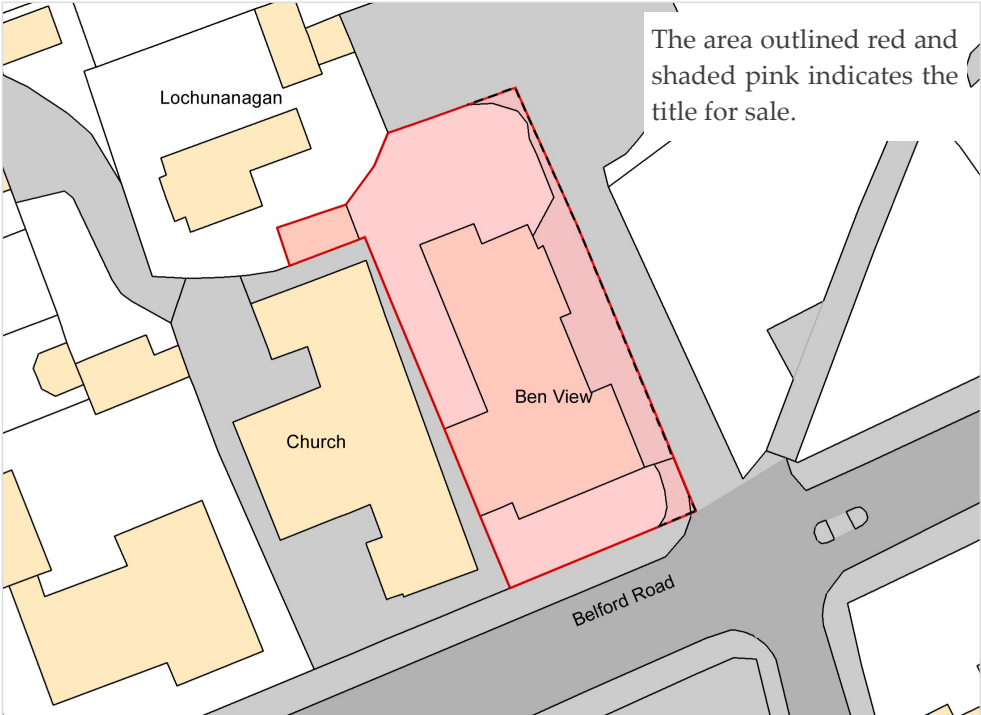 The area outlined red and
shaded pink indicates the
title for sale.
Lochunanagan
Ben View
Church
Belford Road